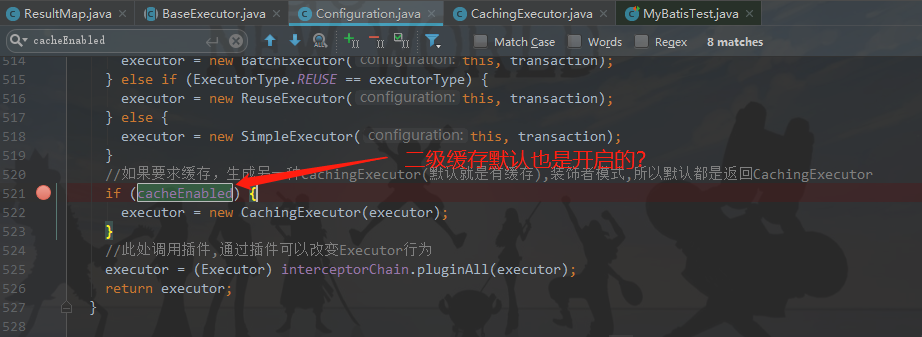 ResultMap.java BaseExecutor.java Configuration.java CachingExecutor.java MyBatisTest.java
cacheEnabled Match Case Words Regex 8 matches
514 executor = new BatchExecutor( configuration: this, transaction);
515 } else if (ExecutorType.REUSE == executorType) {
516 executor = new ReuseExecutor( configuration: this, transaction);
517 } else {
518 executor = new SimpleExecutor( configuration: this, transaction);
519 }
二级缓存默认也是开启的?
520 //如果要求缓存，生成另一种CachingExecutor(默认就是有缓存),装饰者模式,所以默认都是返回CachingExecutor
521 if (cacheEnabled) {
522 executor = new CachingExecutor(executor);
523 }
524 //此处调用插件,通过插件可以改变Executor行为
525 executor = (Executor) interceptorChain.pluginAll(executor);
526 return executor;
527 }
528